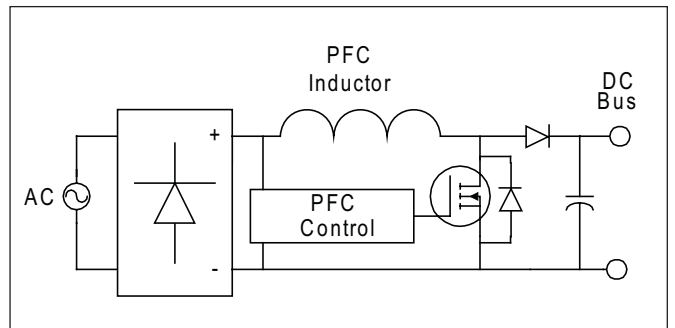 PFC
Inductor
DC
Bus
+
AC
PFC
Control
-